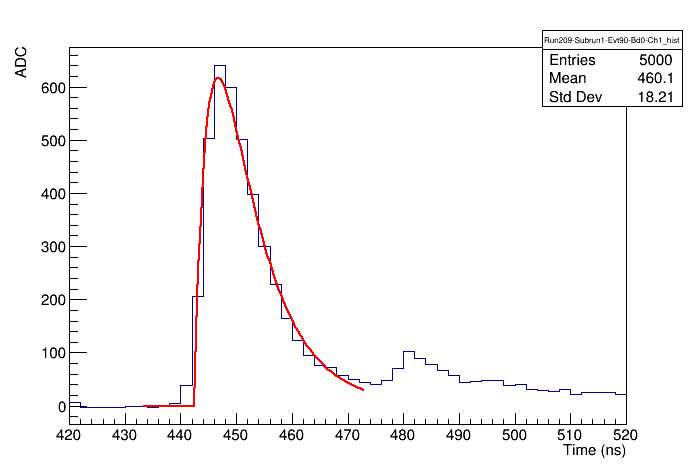 Run209-Subrun1-Evt90-Bd0-Ch1_hist
Entries 5000
Mean 460.1
Std Dev 18.21
ADC
600
500
400
300
200
100
0
420 430 440 450 460 470 480 490 500 510 520
Time (ns)